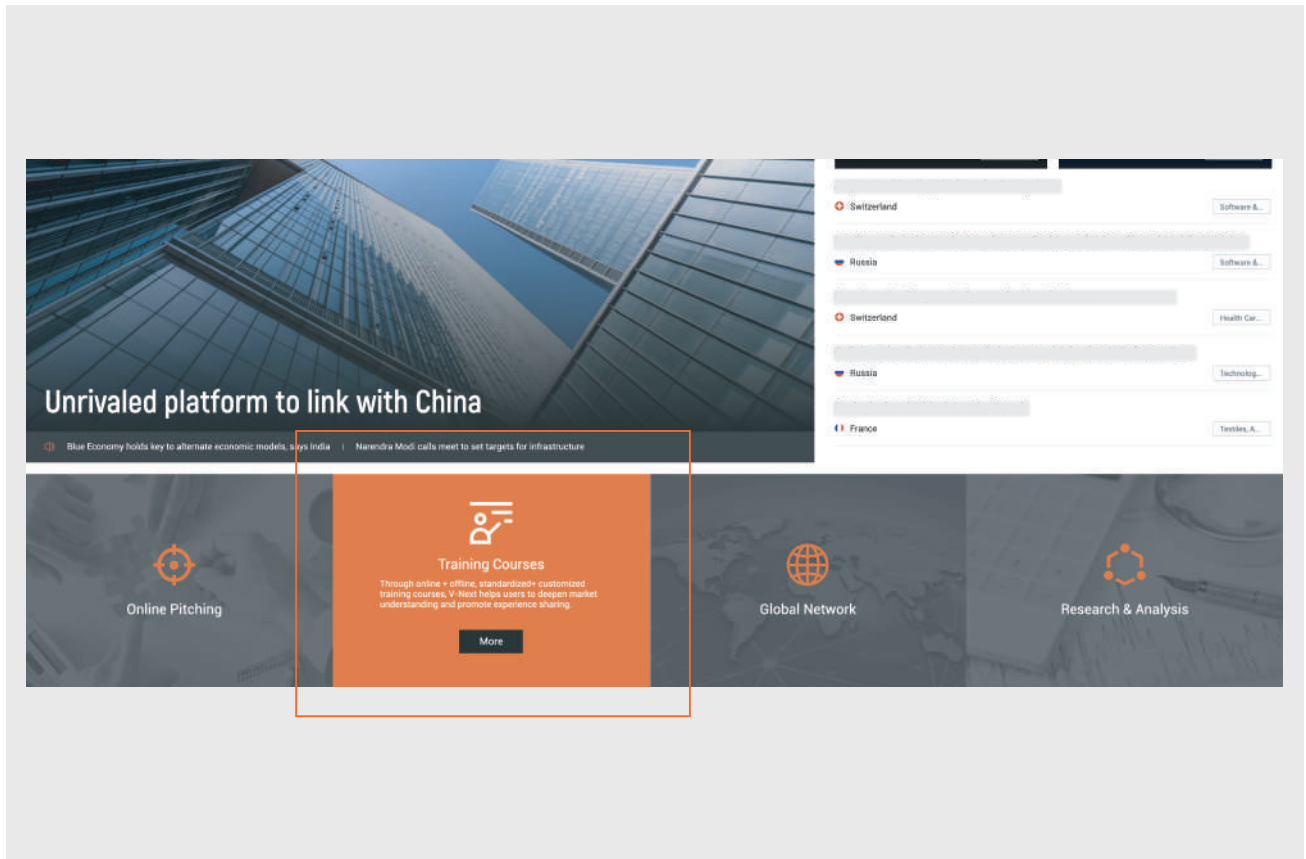 Switzerland
Software &...
Russia
Software &...
Switzerland
Health Car...
Russia
Technolog...
France
Textiles, A...
Unrivaled platform to link with China
Blue Economy holds key to alternate economic models, says India | Narendra Modi calls meet to set targets for infrastructure
Online Pitching
Training Courses
Through online + offline, standardized+ customized
training courses, V-Next helps users to deepen market
understanding and promote experience sharing.
More
Global Network
Research & Analysis